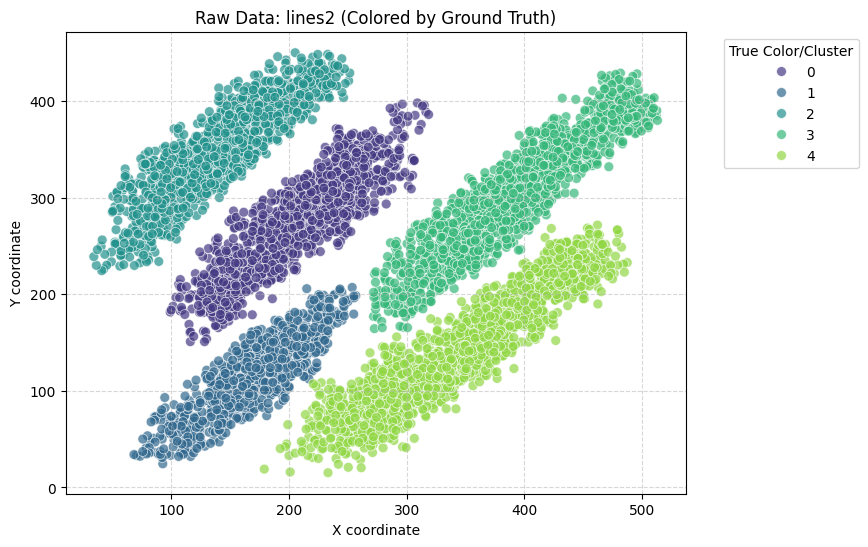 Raw Data: lines2 (Colored by Ground Truth)
True Color/Cluster
0
1
2
3
4
Y coordinate
400
300
200
100
0
100 200 300 400 500
X coordinate